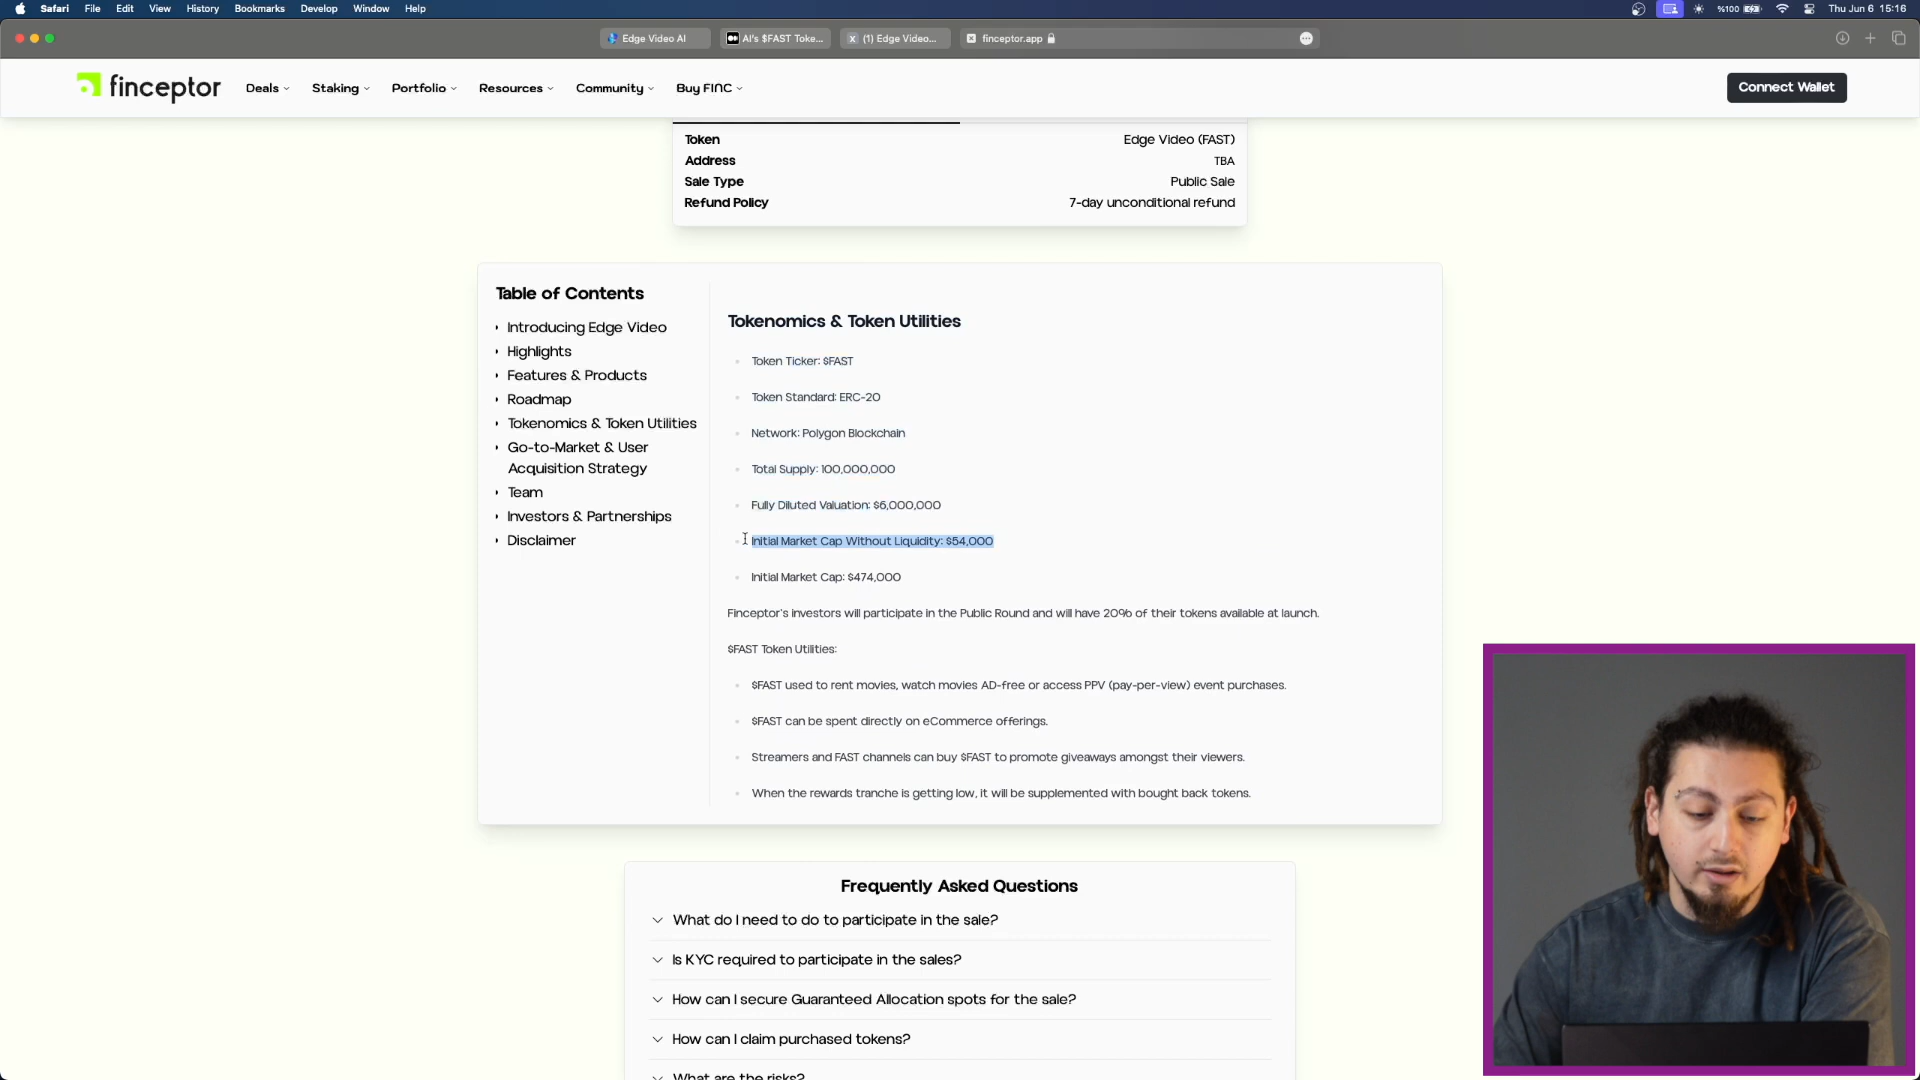 Safari File Edit View History Bookmarks Develop Window Help %100 Thu Jun 6 15:16
Edge Video AI
AI's $FAST Toke...
(1) Edge Video...
finceptor.app
finceptor Deals Staking Portfolio Resources Community Buy FINC Connect Wallet
Token Edge Video (FAST)
Address TBA
Sale Type Public Sale
Refund Policy 7-day unconditional refund
Table of Contents
Introducing Edge Video
Highlights
Features & Products
Roadmap
Tokenomics & Token Utilities
Go-to-Market & User
Acquisition Strategy
Team
Investors & Partnerships
Disclaimer
Tokenomics & Token Utilities
Token Ticker: $FAST
Token Standard: ERC-20
Network: Polygon Blockchain
Total Supply: 100,000,000
Fully Diluted Valuation: $6,000,000
Initial Market Cap Without Liquidity: $54,000
Initial Market Cap: $474,000
Finceptor's investors will participate in the Public Round and will have 20% of their tokens available at launch.
$FAST Token Utilities:
$FAST used to rent movies, watch movies AD-free or access PPV (pay-per-view) event purchases.
$FAST can be spent directly on eCommerce offerings.
Streamers and FAST channels can buy $FAST to promote giveaways amongst their viewers.
When the rewards tranche is getting low, it will be supplemented with bought back tokens.
Frequently Asked Questions
What do I need to do to participate in the sale?
Is KYC required to participate in the sales?
How can I secure Guaranteed Allocation spots for the sale?
How can I claim purchased tokens?
What are the risks?